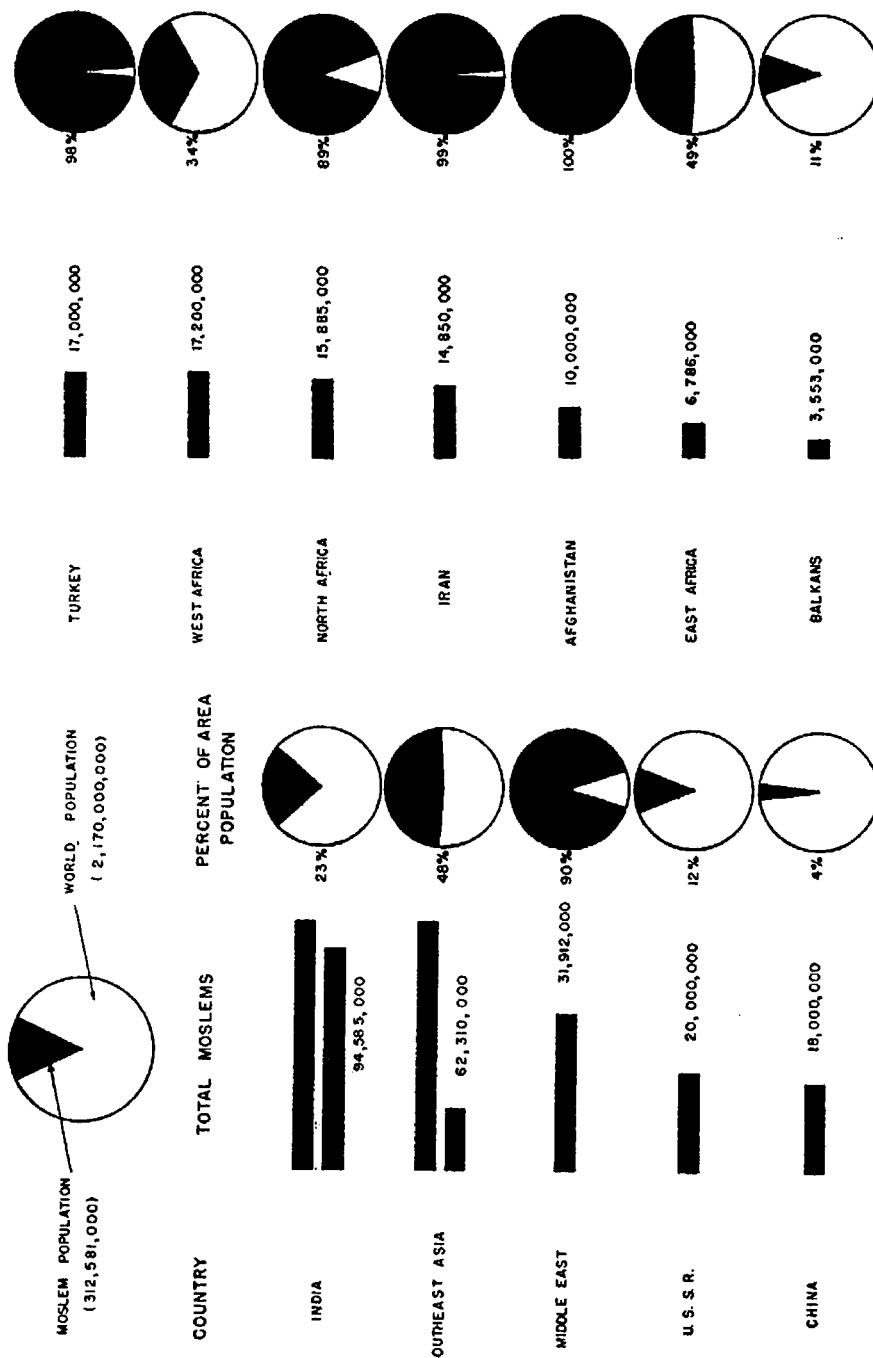 MOSLEM POPULATION
(312,581,000)
WORLD POPULATION
(2,170,000,000)
COUNTRY
TOTAL MOSLEMS
PERCENT OF AREA
POPULATION
INDIA
94,585,000
23%
OUTHEAST ASIA
62,310,000
48%
MIDDLE EAST
31,912,000
90%
U.S.S.R.
20,000,000
12%
CHINA
18,000,000
4%
TURKEY
17,000,000
98%
WEST AFRICA
17,200,000
34%
NORTH AFRICA
15,885,000
89%
IRAN
14,850,000
99%
AFGHANISTAN
10,000,000
100%
EAST AFRICA
6,786,000
49%
BALKANS
3,553,000
11%